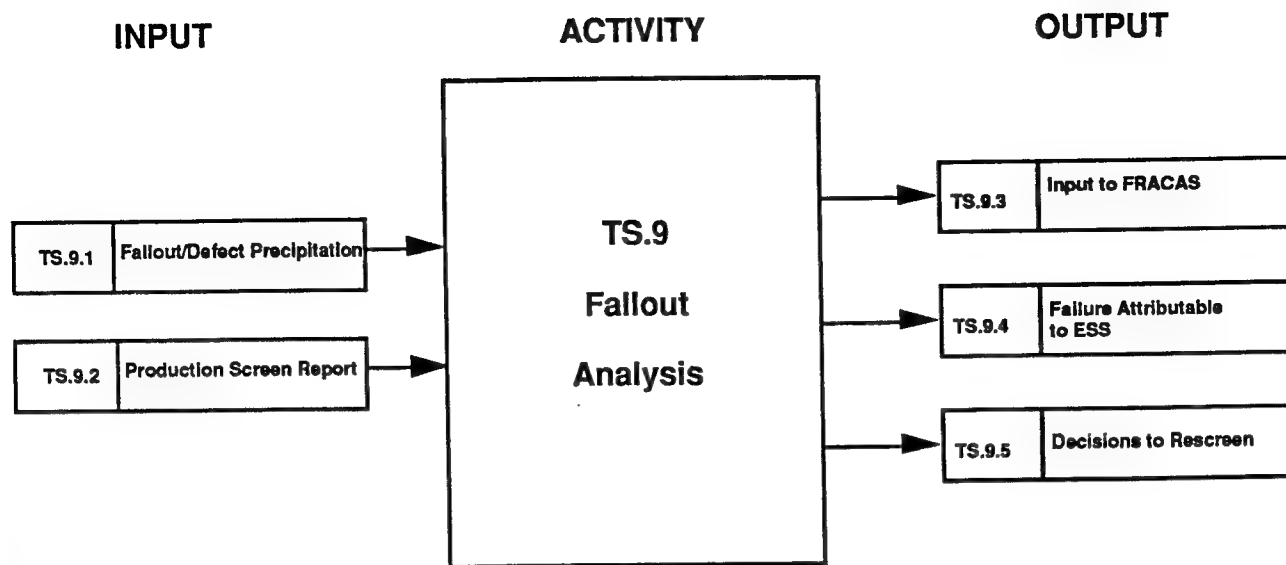 INPUT
ACTIVITY
OUTPUT
TS.9.1
Fallout/Defect Precipitation
TS.9.2
Production Screen Report
TS.9
Fallout
Analysis
TS.9.3
Input to FRACAS
TS.9.4
Failure Attributable
to ESS
TS.9.5
Decisions to Rescreen